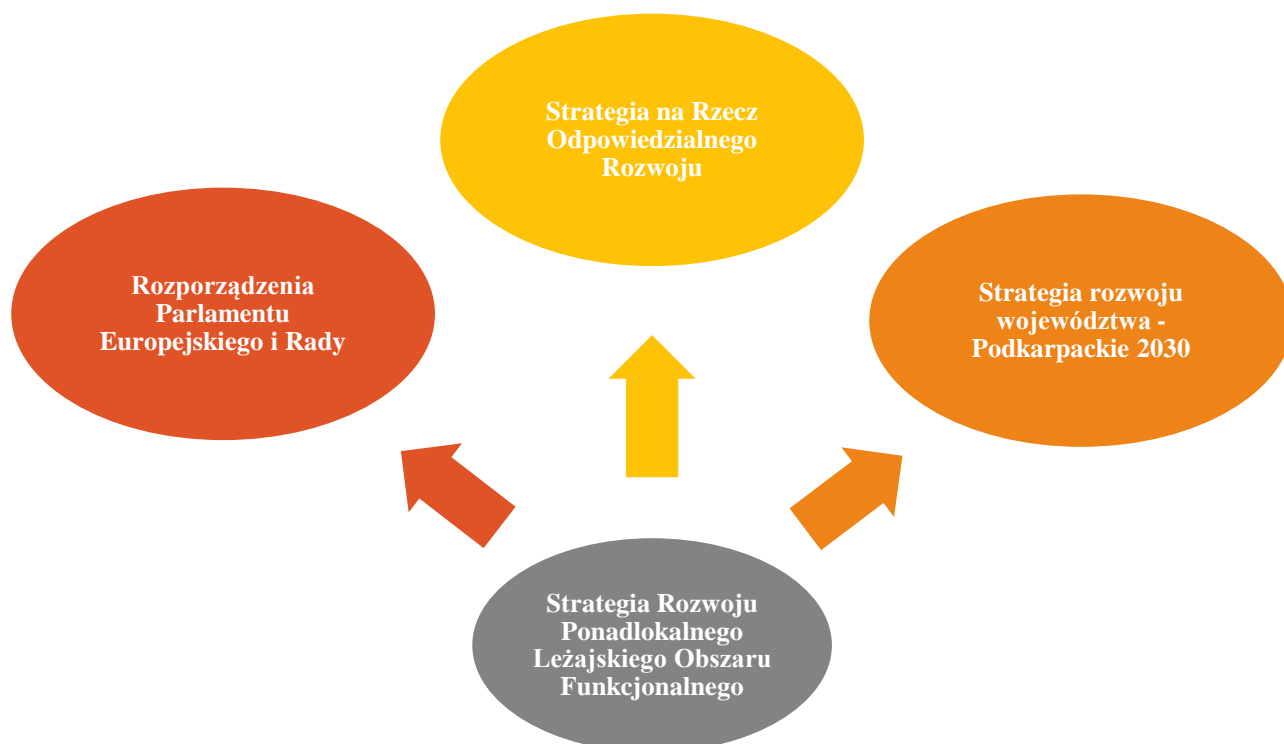 Strategia na Rzecz
Odpowiedzialnego
Rozwoju
Rozporządzenia
Parlamentu
Europejskiego i Rady
Strategia rozwoju
województwa -
Podkarpackie 2030
Strategia Rozwoju
Ponadlokalnego
Leżajskiego Obszaru
Funkcjonalnego